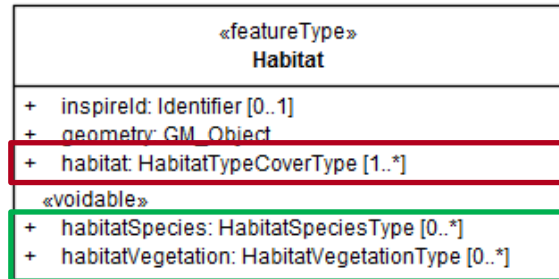 «featureType»
Habitat
+ inspireId: Identifier [0..1]
+ geometry: GM_Object
+ habitat: HabitatTypeCoverType [1..*]
«voidable»
+ habitatSpecies: HabitatSpeciesType [0..*]
+ habitatVegetation: HabitatVegetationType [0..*]